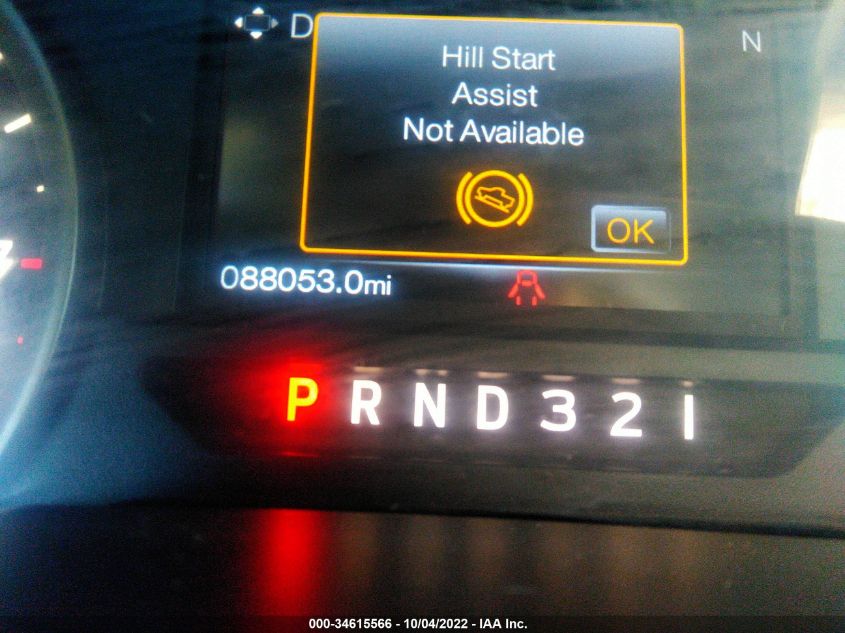 D
N
Hill Start
Assist
Not Available
OK
088053.0mi
P R N D 3 2 1
000-34615566 - 10/04/2022 - IAA Inc.